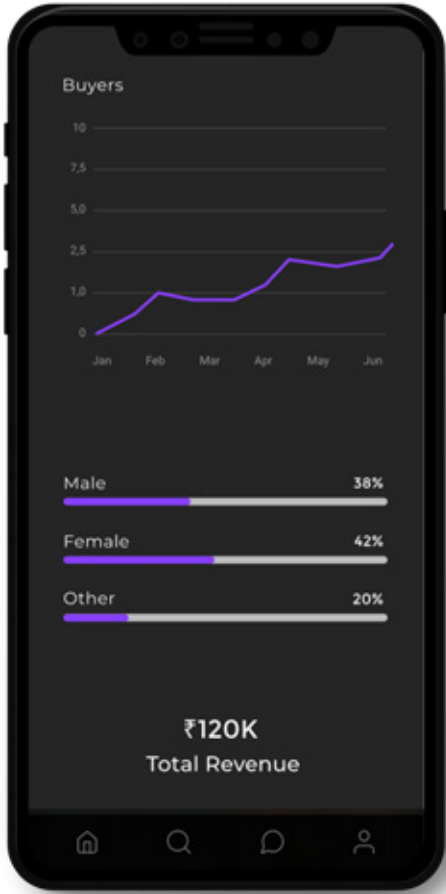 Buyers
10
7,5
5,0
2,5
1,0
0
Jan Feb Mar Apr May Jun
Male 38%
Female 42%
Other 20%
₹120K
Total Revenue